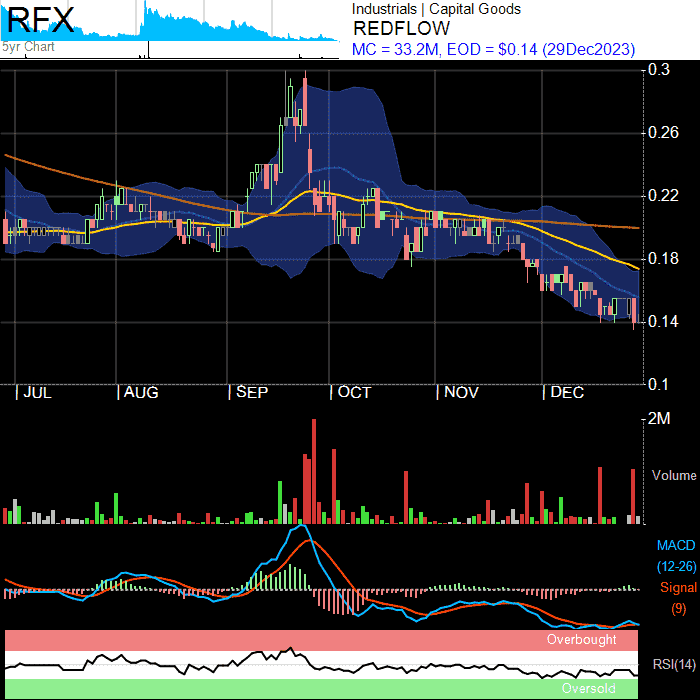 RFX
5yr Chart
Industrials | Capital Goods
REDFLOW
MC = 33.2M, EOD = $0.14 (29Dec2023)
0.3
0.26
0.22
0.18
0.14
0.1
JUL AUG SEP OCT NOV DEC
2M
Volume
MACD
(12-26)
Signal
(9)
Overbought
RSI(14)
Oversold